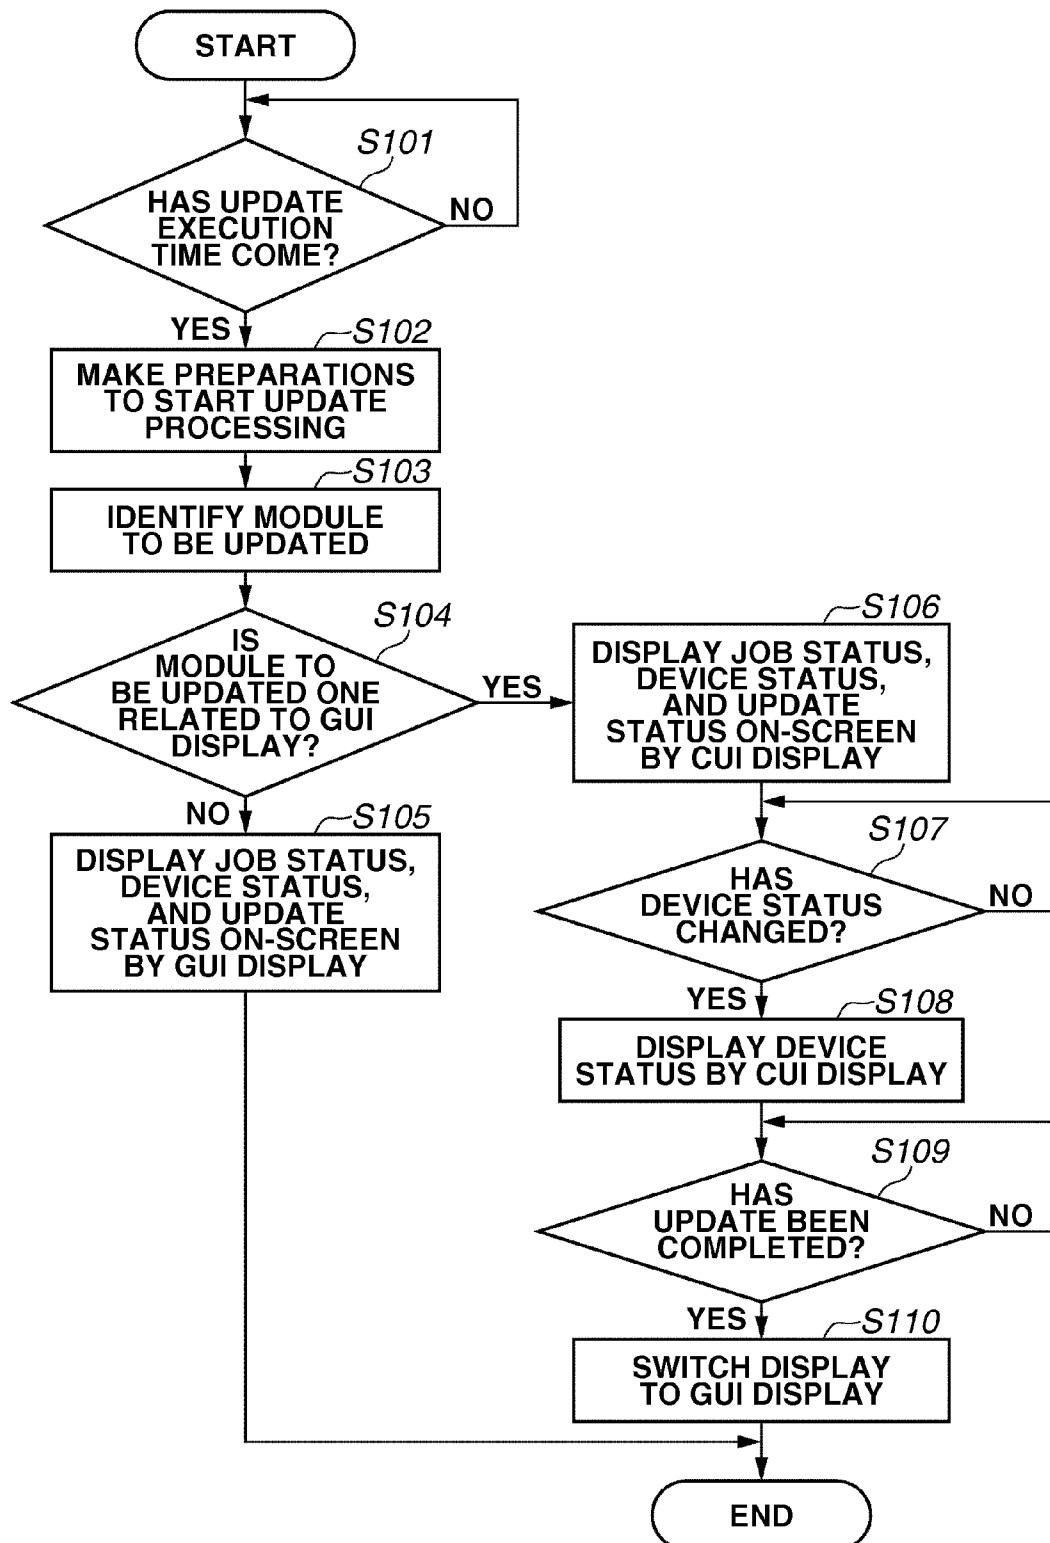 START
S101
HAS UPDATE
EXECUTION
TIME COME?
NO
YES
S102
MAKE PREPARATIONS
TO START UPDATE
PROCESSING
S103
IDENTIFY MODULE
TO BE UPDATED
S104
IS
MODULE TO
BE UPDATED ONE
RELATED TO GUI
DISPLAY?
YES
NO
S105
DISPLAY JOB STATUS,
DEVICE STATUS,
AND UPDATE
STATUS ON-SCREEN
BY GUI DISPLAY
S106
DISPLAY JOB STATUS,
DEVICE STATUS,
AND UPDATE
STATUS ON-SCREEN
BY CUI DISPLAY
S107
HAS
DEVICE STATUS
CHANGED?
NO
YES
S108
DISPLAY DEVICE
STATUS BY CUI DISPLAY
S109
HAS
UPDATE BEEN
COMPLETED?
NO
YES
S110
SWITCH DISPLAY
TO GUI DISPLAY
END